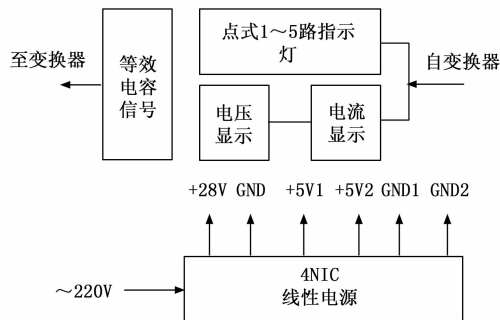 点式1～5路指示
灯
至变换器
等效
电容
信号
自变换器
电压
显示
电流
显示
+28V GND +5V1 +5V2 GND1 GND2
～220V
4NIC
线性电源